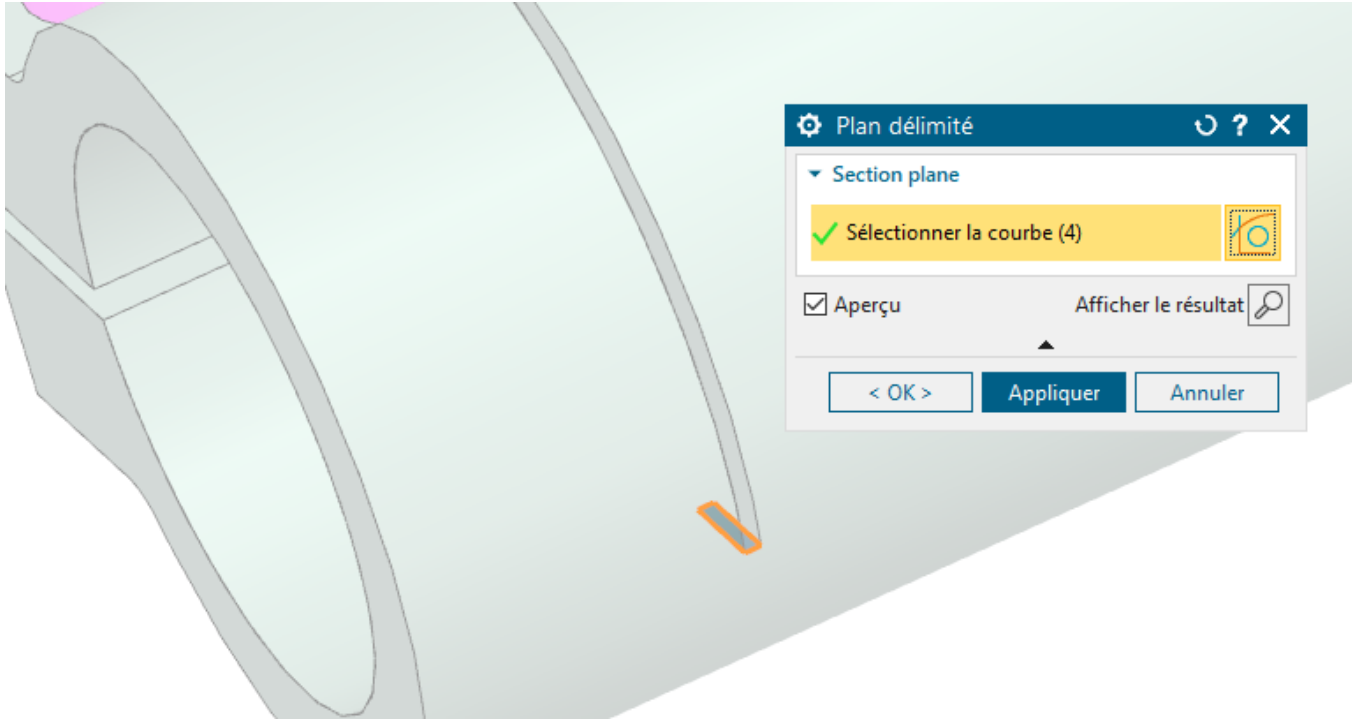 Plan délimité ?
Section plane
Sélectionner la courbe (4)
Aperçu Afficher le résultat
< OK > Appliquer Annuler